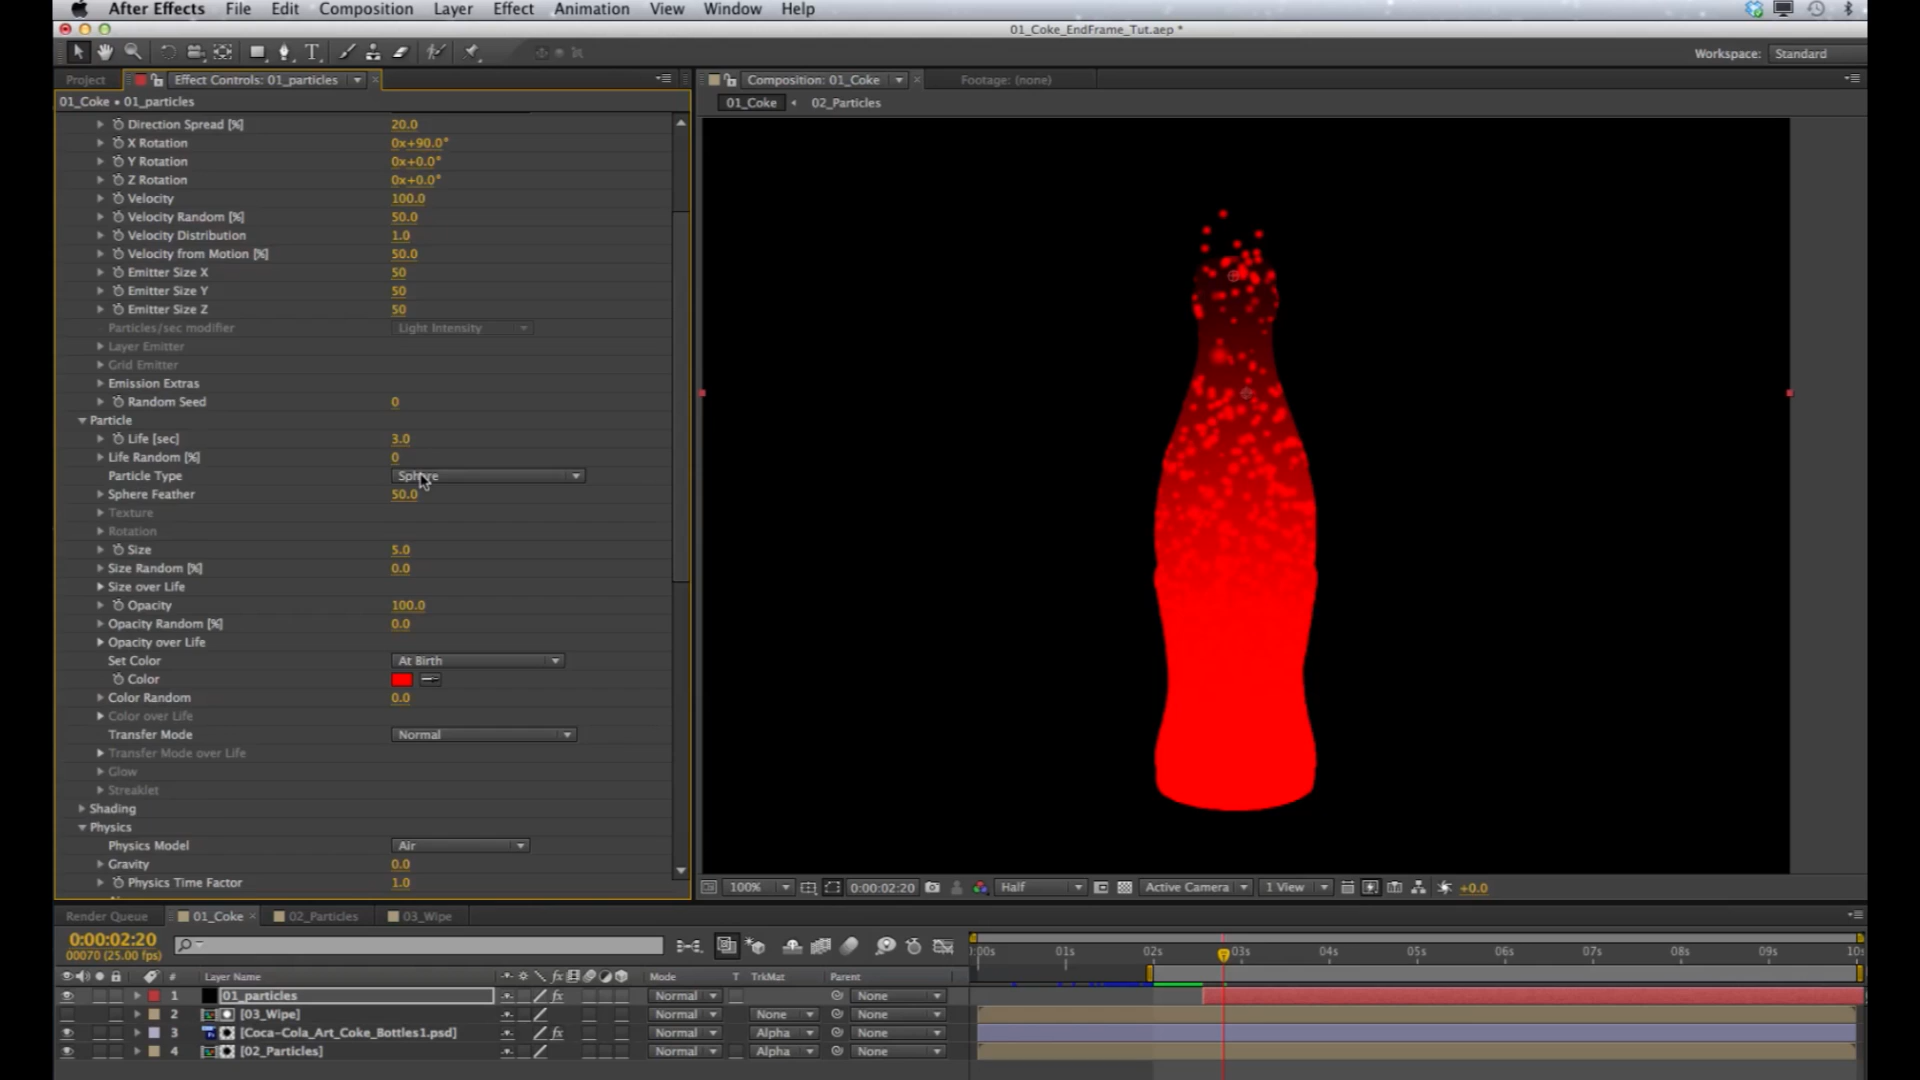 After Effects File Edit Composition Layer Effect Animation View Window Help
01_Coke_EndFrame_Tut.aep *
Workspace: Standard
Project Effect Controls: 01_particles
Composition: 01_Coke Footage: (none)
01_Coke • 01_particles
01_Coke 02_Particles
Direction Spread [%] 20.0
X Rotation 0x+90.0°
Y Rotation 0x+0.0°
Z Rotation 0x+0.0°
Velocity 100.0
Velocity Random [%] 50.0
Velocity Distribution 1.0
Velocity from Motion [%] 50.0
Emitter Size X 50
Emitter Size Y 50
Emitter Size Z 50
Particles/sec modifier Light Intensity
Layer Emitter
Grid Emitter
Emission Extras
Random Seed 0
Particle
Life [sec] 3.0
Life Random [%] 0
Particle Type Sphere
Sphere Feather 50.0
Texture
Rotation
Size 5.0
Size Random [%] 0.0
Size over Life
Opacity 100.0
Opacity Random [%] 0.0
Opacity over Life
Set Color At Birth
Color
Color Random 0.0
Color over Life
Transfer Mode Normal
Transfer Mode over Life
Glow
Streaklet
Shading
Physics
Physics Model Air
Gravity 0.0
Physics Time Factor 1.0
100% 0:00:02:20 Half Active Camera 1 View +0.0
Render Queue 01_Coke 02_Particles 03_Wipe
0:00:02:20
00070 (25.00 fps)
:00s 01s 02s 03s 04s 05s 06s 07s 08s 09s 10s
# Layer Name Mode T TrkMat Parent
1 01_particles Normal None
2 [03_Wipe] Normal None None
3 [Coca-Cola_Art_Coke_Bottles1.psd] Normal Alpha None
4 [02_Particles] Normal Alpha None